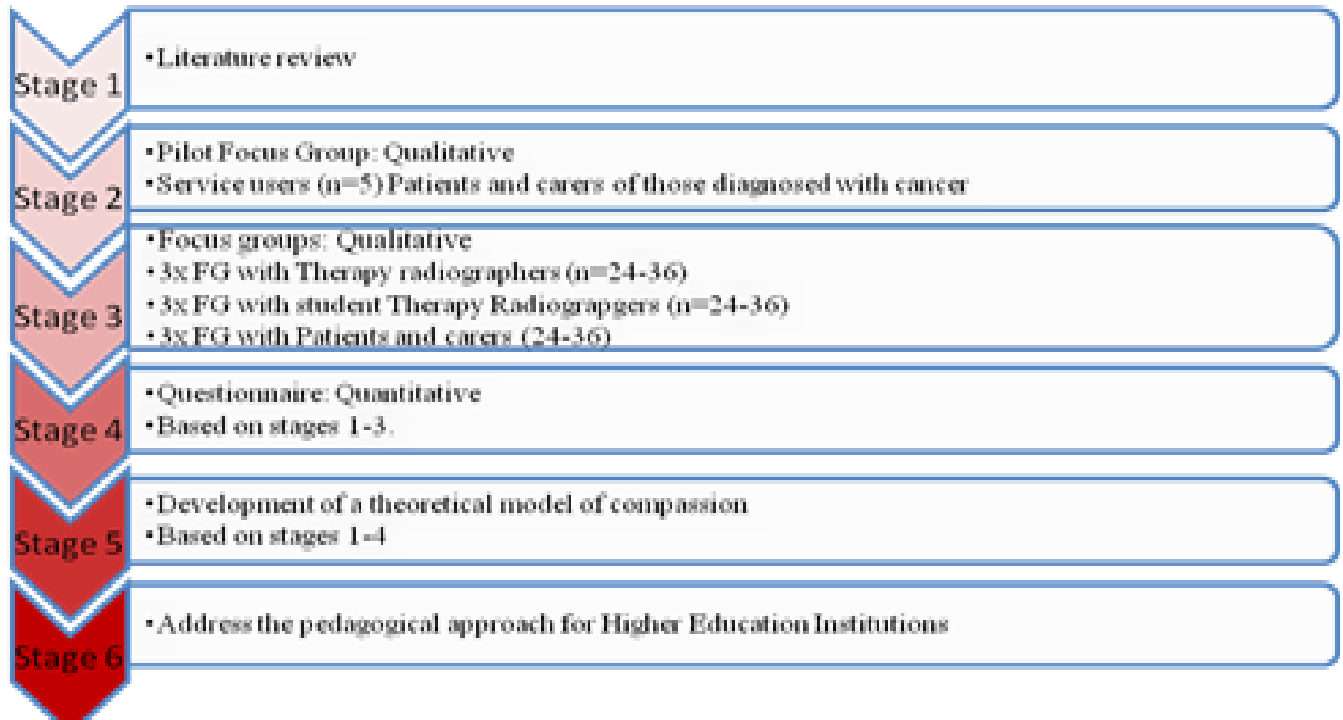 Stage 1
•Literature review
Stage 2
•Pilot Focus Group: Qualitative
•Service users (n=5) Patients and carers of those diagnosed with cancer
Stage 3
•Focus groups: Qualitative
•3x FG with Therapy radiographers (n=24-36)
•3x FG with student Therapy Radiograpgers (n=24-36)
•3x FG with Patients and carers (24-36)
Stage 4
•Questionnaire: Quantitative
•Based on stages 1-3.
Stage 5
•Development of a theoretical model of compassion
•Based on stages 1-4
Stage 6
•Address the pedagogical approach for Higher Education Institutions